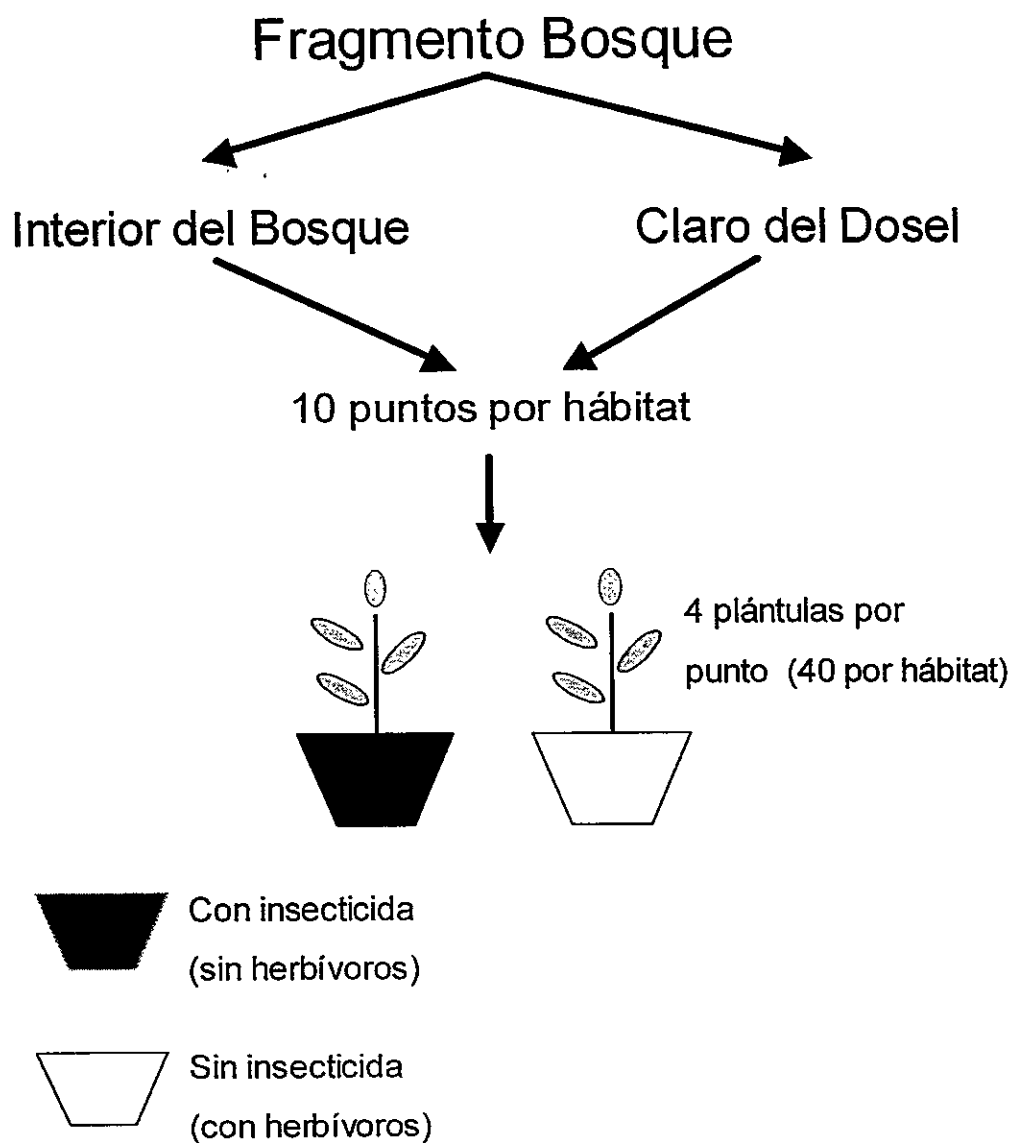 Fragmento Bosque
Interior del Bosque
Claro del Dosel
10 puntos por hábitat
4 plántulas por
punto (40 por hábitat)
Con insecticida
(sin herbívoros)
Sin insecticida
(con herbívoros)